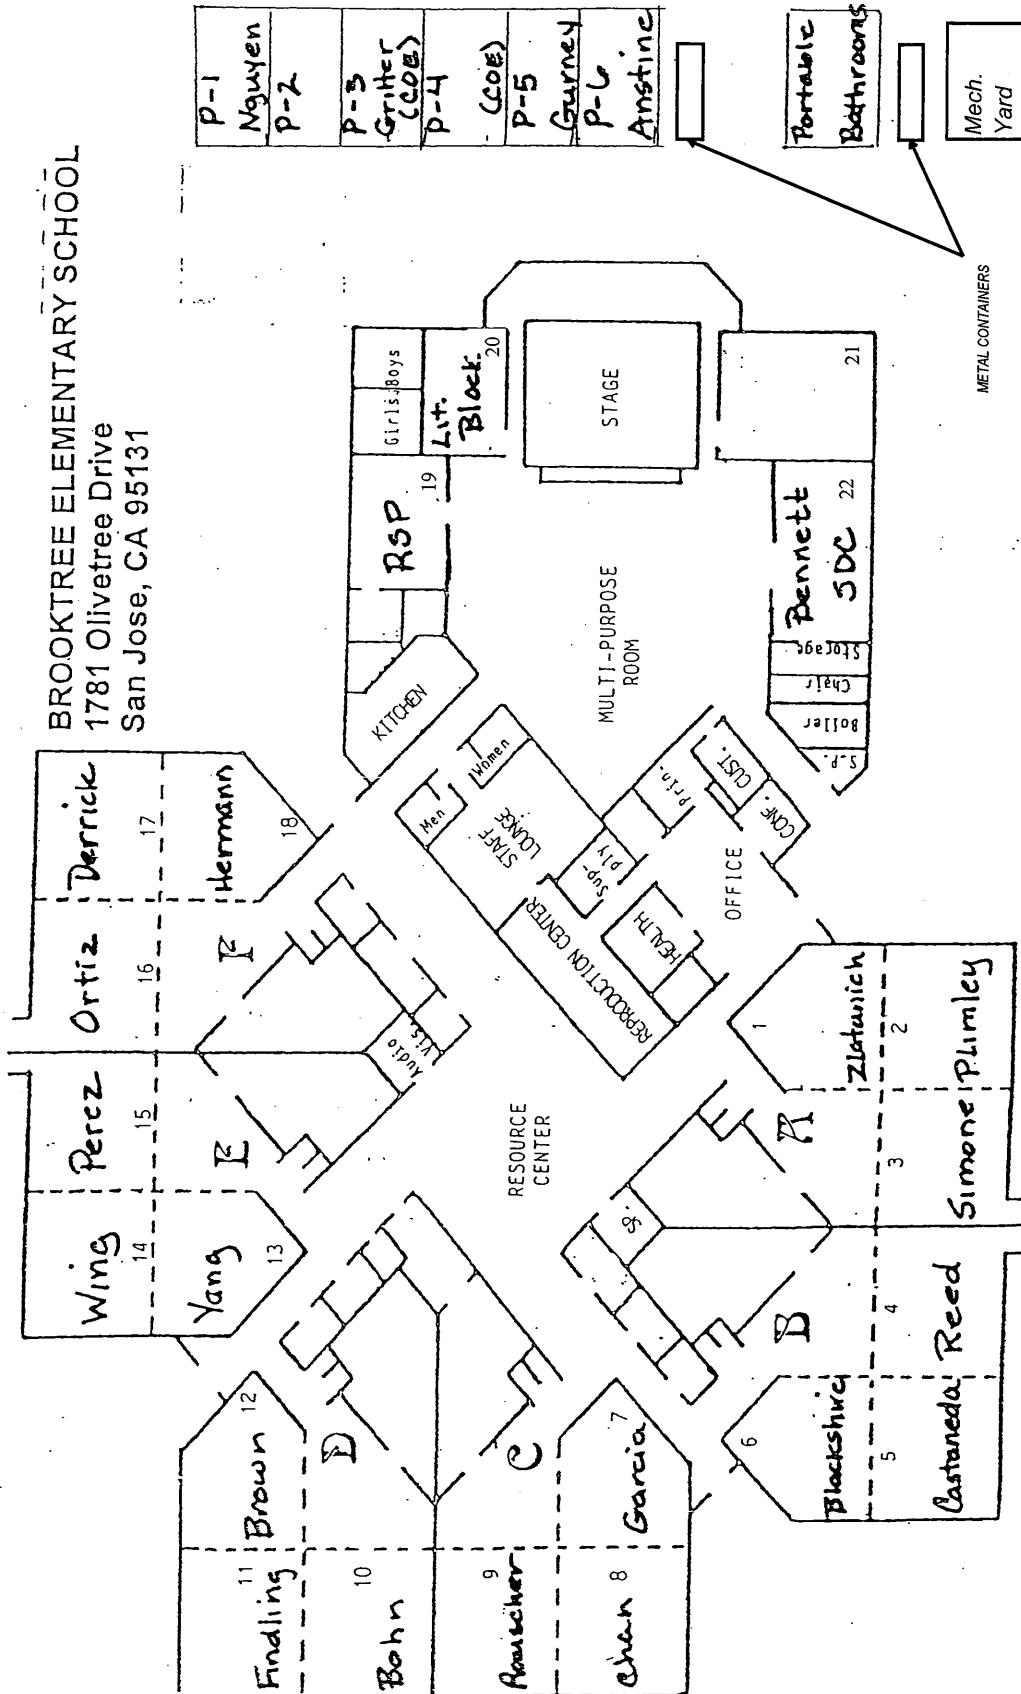 BROOKTREE ELEMENTARY SCHOOL
1781 Olivetree Drive
San Jose, CA 95131
P-1
Nguyen
P-2
P-3
Gritter
(COE)
P-4
(COE)
P-5
Gurney
P-6
Anstine
Portable
Bathrooms
Mech.
Yard
METAL CONTAINERS
Girls
Boys
Lit.
Block.
20
RSP
19
KITCHEN
STAGE
MULTI-PURPOSE
ROOM
21
Bennett
SDC
22
Storage
Chair
Boiler
S.P.
Men
Women
STAFF
LOUNGE
Sup-
ply
Prin.
CUST.
CONF.
OFFICE
HEALTH
REPRODUCTION CENTER
RESOURCE
CENTER
Audio
Vis.
SP.
Derrick
17
Hermann
18
Ortiz
16
F
Perez
15
E
Wing
14
Yang
13
Brown
12
D
Findling
11
Bohn
10
9
C
Chan 8
Garcia 7
Blackshire
6
Castaneda
5
Reed
4
B
Simone
3
A
Plimley
2
1